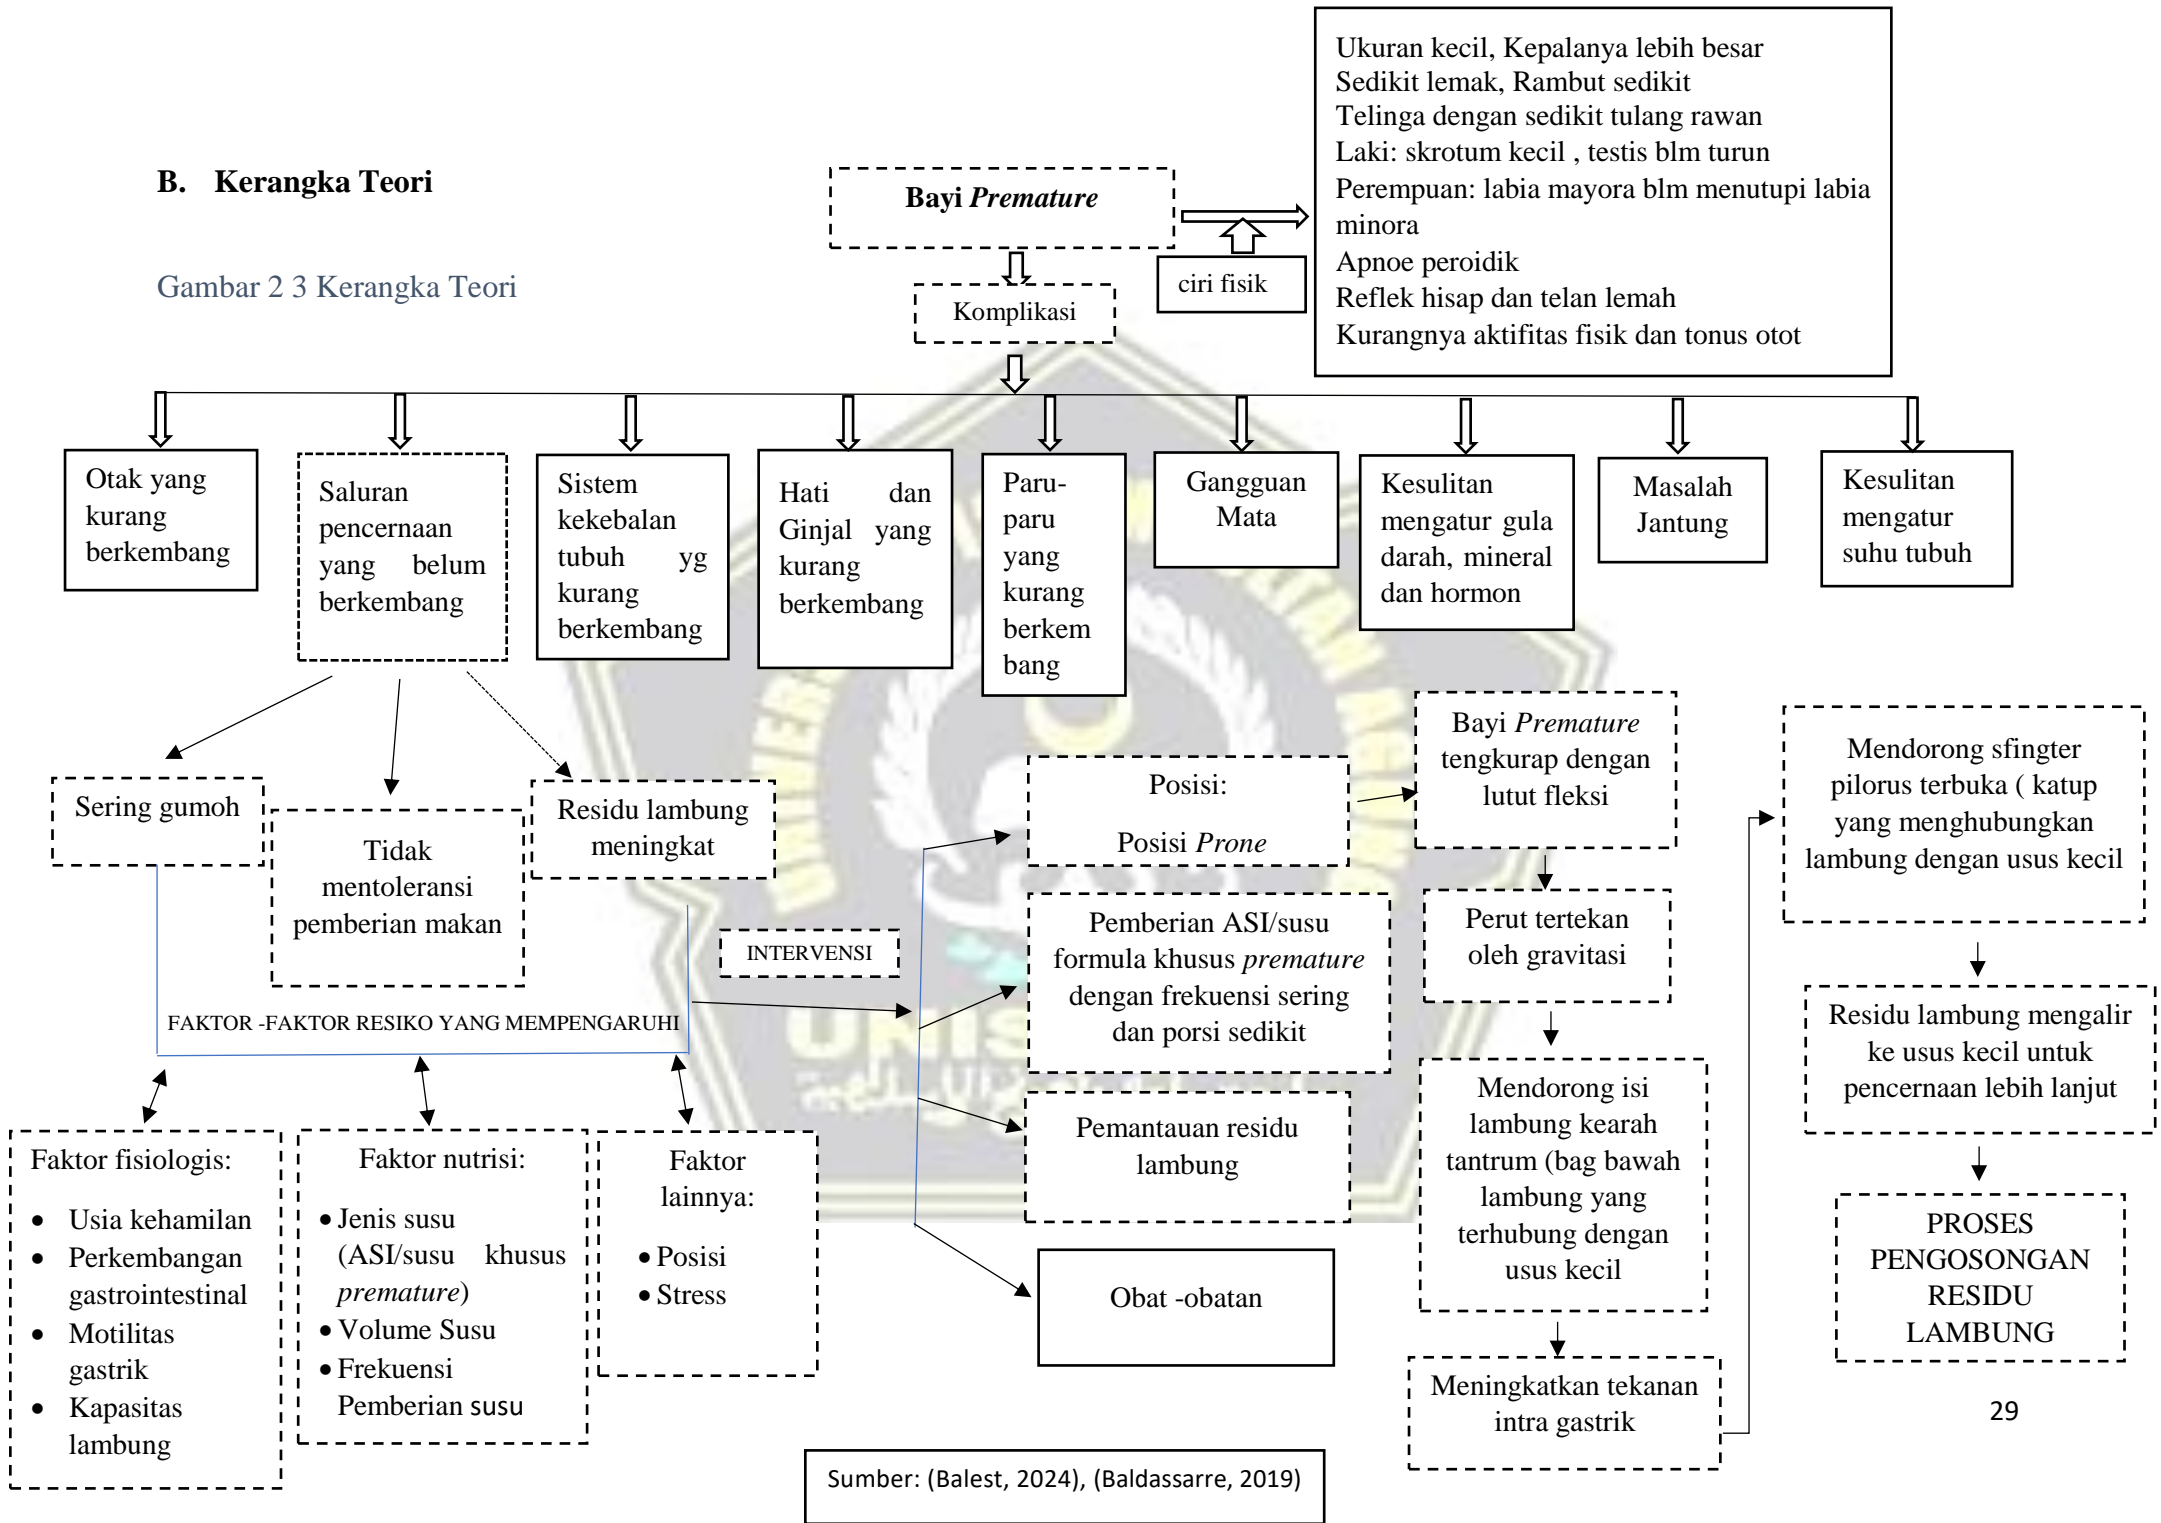 B. Kerangka Teori
Gambar 2 3 Kerangka Teori
Bayi Premature
Komplikasi
ciri fisik
Ukuran kecil, Kepalanya lebih besar
Sedikit lemak, Rambut sedikit
Telinga dengan sedikit tulang rawan
Laki: skrotum kecil , testis blm turun
Perempuan: labia mayora blm menutupi labia
minora
Apnoe peroidik
Reflek hisap dan telan lemah
Kurangnya aktifitas fisik dan tonus otot
Otak yang
kurang
berkembang
Saluran
pencernaan
yang belum
berkembang
Sistem
kekebalan
tubuh yg
kurang
berkembang
Hati dan
Ginjal yang
kurang
berkembang
Paru-
paru
yang
kurang
berkem
bang
Gangguan
Mata
Kesulitan
mengatur gula
darah, mineral
dan hormon
Masalah
Jantung
Kesulitan
mengatur
suhu tubuh
Sering gumoh
Tidak
mentoleransi
pemberian makan
Residu lambung
meningkat
INTERVENSI
FAKTOR -FAKTOR RESIKO YANG MEMPENGARUHI
Faktor fisiologis:
• Usia kehamilan
• Perkembangan
gastrointestinal
• Motilitas
gastrik
• Kapasitas
lambung
Faktor nutrisi:
• Jenis susu
(ASI/susu khusus
premature)
• Volume Susu
• Frekuensi
Pemberian susu
Faktor
lainnya:
• Posisi
• Stress
Posisi:
Posisi Prone
Pemberian ASI/susu
formula khusus premature
dengan frekuensi sering
dan porsi sedikit
Pemantauan residu
lambung
Obat -obatan
Bayi Premature
tengkurap dengan
lutut fleksi
Perut tertekan
oleh gravitasi
Mendorong isi
lambung kearah
tantrum (bag bawah
lambung yang
terhubung dengan
usus kecil
Meningkatkan tekanan
intra gastrik
Mendorong sfingter
pilorus terbuka ( katup
yang menghubungkan
lambung dengan usus kecil
Residu lambung mengalir
ke usus kecil untuk
pencernaan lebih lanjut
PROSES
PENGOSONGAN
RESIDU
LAMBUNG
29
Sumber: (Balest, 2024), (Baldassarre, 2019)